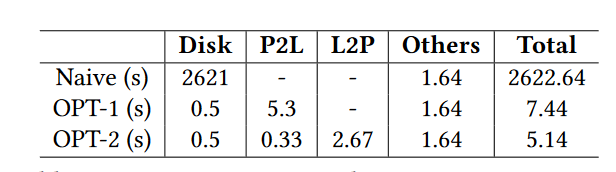 Disk P2L L2P Others Total
Naive (s) 2621 - - 1.64 2622.64
OPT-1 (s) 0.5 5.3 - 1.64 7.44
OPT-2 (s) 0.5 0.33 2.67 1.64 5.14